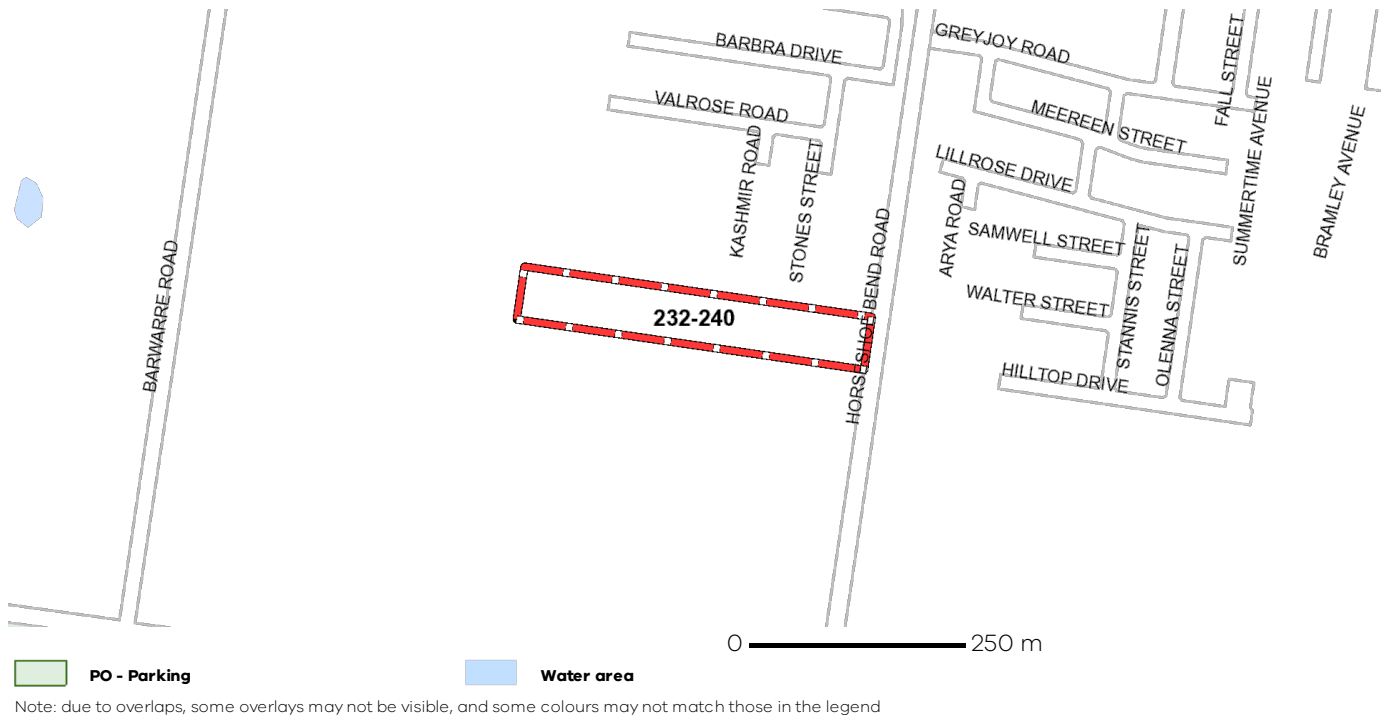 BARBRA DRIVE
GREYJOY ROAD
FALL STREET
VALROSE ROAD
MEEREEN STREET
SUMMERTIME AVENUE
BRAMLEY AVENUE
KASHMIR ROAD
STONES STREET
LILLROSE DRIVE
ARYA ROAD
SAMWELL STREET
BARWARRE ROAD
HORSESHOE BEND ROAD
WALTER STREET
STANNIS STREET
OLENNA STREET
232-240
HILLTOP DRIVE
0 250 m
PO - Parking
Water area
Note: due to overlaps, some overlays may not be visible, and some colours may not match those in the legend